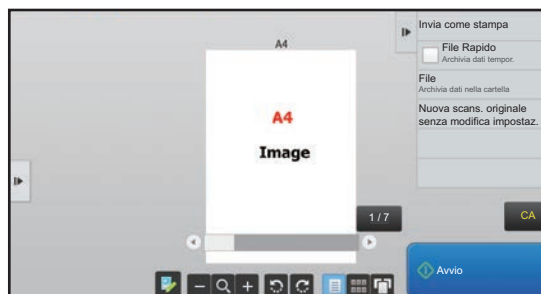 A4
A4
Image
1 / 7
Invia come stampa
File Rapido
Archivia dati tempor.
File
Archivia dati nella cartella
Nuova scans. originale
senza modifica impostaz.
CA
Avvio